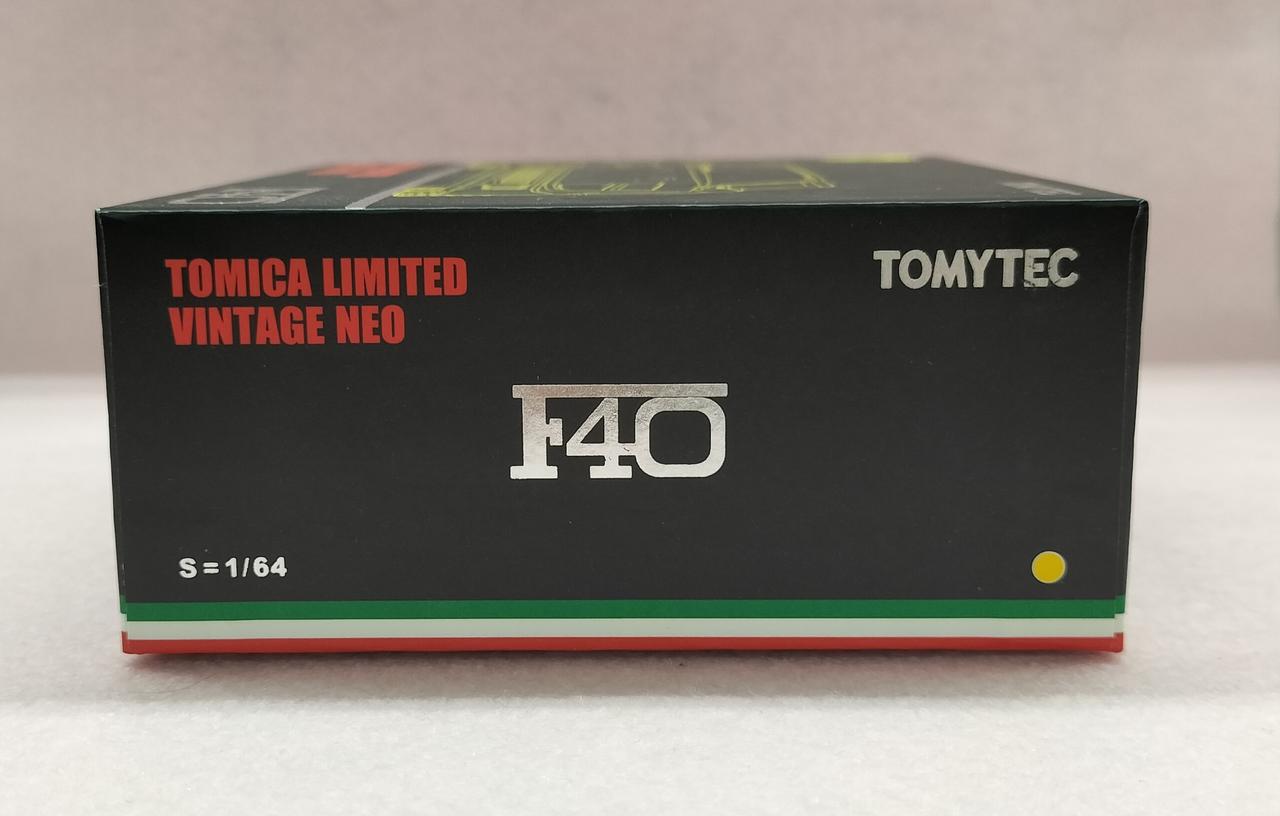 TOMICA LIMITED
VINTAGE NEO
TOMYTEC
F40
S=1/64